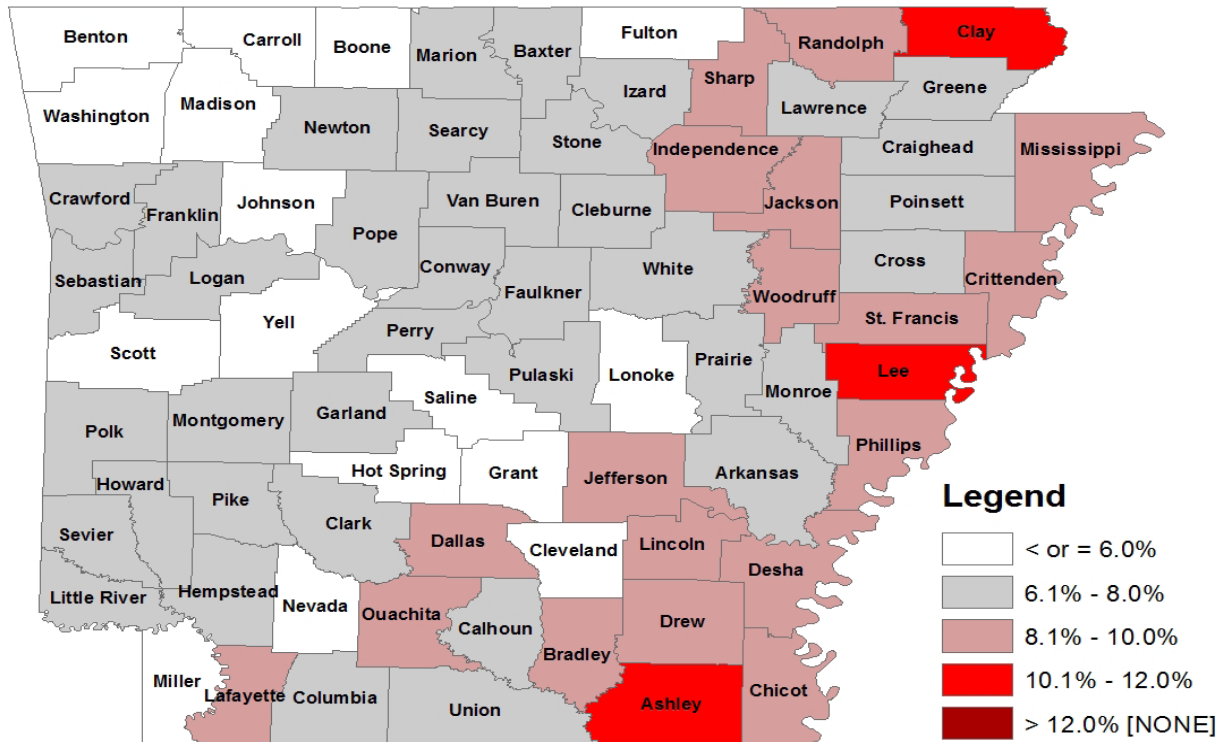 Benton
Carroll
Boone
Marion
Baxter
Fulton
Sharp
Randolph
Clay
Washington
Madison
Newton
Searcy
Stone
Izard
Lawrence
Greene
Independence
Craighead
Mississippi
Crawford
Franklin
Johnson
Pope
Van Buren
Cleburne
Jackson
Poinsett
Sebastian
Logan
Conway
Faulkner
White
Woodruff
Cross
Crittenden
Scott
Yell
Perry
Pulaski
Lonoke
Prairie
Monroe
St. Francis
Lee
Polk
Montgomery
Garland
Saline
Hot Spring
Grant
Jefferson
Arkansas
Phillips
Howard
Pike
Clark
Dallas
Cleveland
Lincoln
Desha
Sevier
Little River
Hempstead
Nevada
Ouachita
Calhoun
Bradley
Drew
Miller
Lafayette
Columbia
Union
Ashley
Chicot
Legend
< or = 6.0%
6.1% - 8.0%
8.1% - 10.0%
10.1% - 12.0%
> 12.0% [NONE]